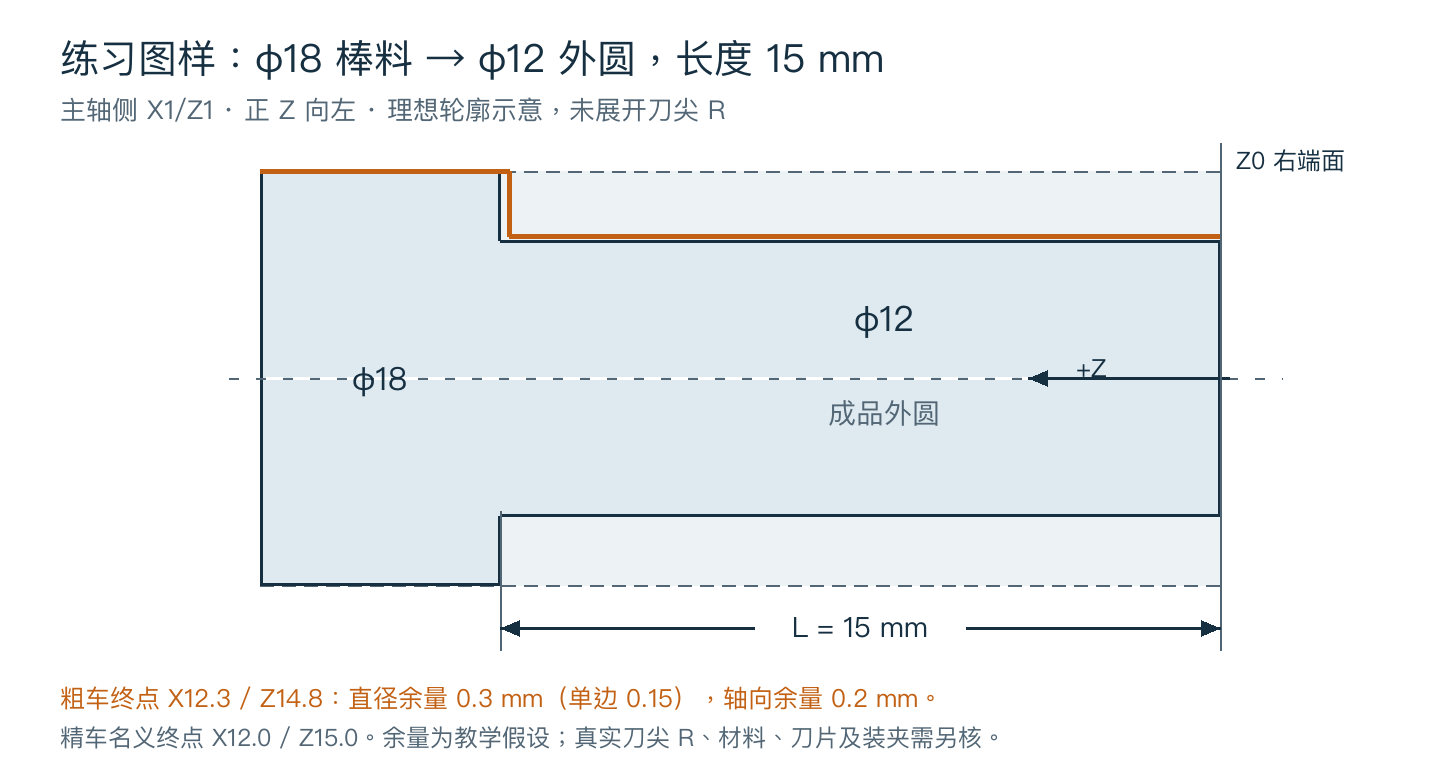 练习图样：ϕ18 棒料 → ϕ12 外圆，长度 15 mm
主轴侧 X1/Z1 · 正 Z 向左 · 理想轮廓示意，未展开刀尖 R
Z0 右端面
ϕ12
+Z
ϕ18
成品外圆
L = 15 mm
粗车终点 X12.3 / Z14.8：直径余量 0.3 mm（单边 0.15），轴向余量 0.2 mm。
精车名义终点 X12.0 / Z15.0。余量为教学假设；真实刀尖 R、材料、刀片及装夹需另核。